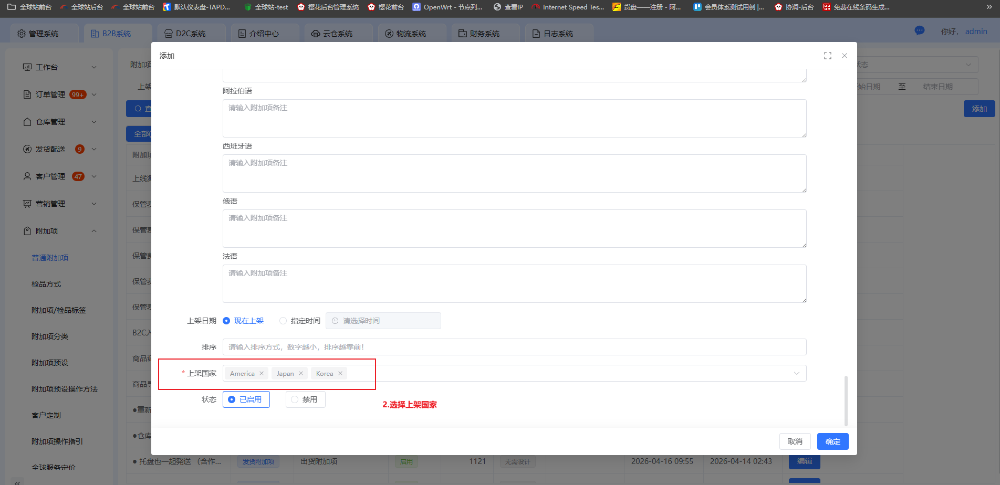 全球站前台
全球站后台
全球站前台
默认仪表盘-TAPD...
全球站-test
樱花后台管理系统
樱花前台
OpenWrt - 节点列...
查看IP
Internet Speed Tes...
货盘——注册 - 阿...
会员体系测试用例 |...
协润-后台
免费在线条码生成...
管理系统
B2B系统
D2C系统
介绍中心
云仓系统
物流系统
财务系统
日志系统
你好， admin
工作台
订单管理 99+
仓库管理
发货配送 9
客户管理 47
营销管理
附加项
普通附加项
检品方式
附加项/检品标签
附加项分类
附加项预设
附加项预设操作方法
客户定制
附加项操作指引
全球服务定价
附加项
上架
全部(
附加项
保管
保管
保管
保管
保管
B2C入
●重新
●仓库
添加
阿拉伯语
请输入附加项备注
西班牙语
请输入附加项备注
俄语
请输入附加项备注
法语
请输入附加项备注
上架日期 现在上架 指定时间 请选择时间
排序 请输入排序方式，数字越小，排序越靠前！
* 上架国家 America Japan Korea
状态 已启用 禁用
2.选择上架国家
取消 确定
状态
始日期 至 结束日期
添加
● 托盘也一起発送 （含作... 发货附加项 出货附加项 启用 1121 无需设计 2026-04-16 09:55 2026-04-14 02:43 编辑